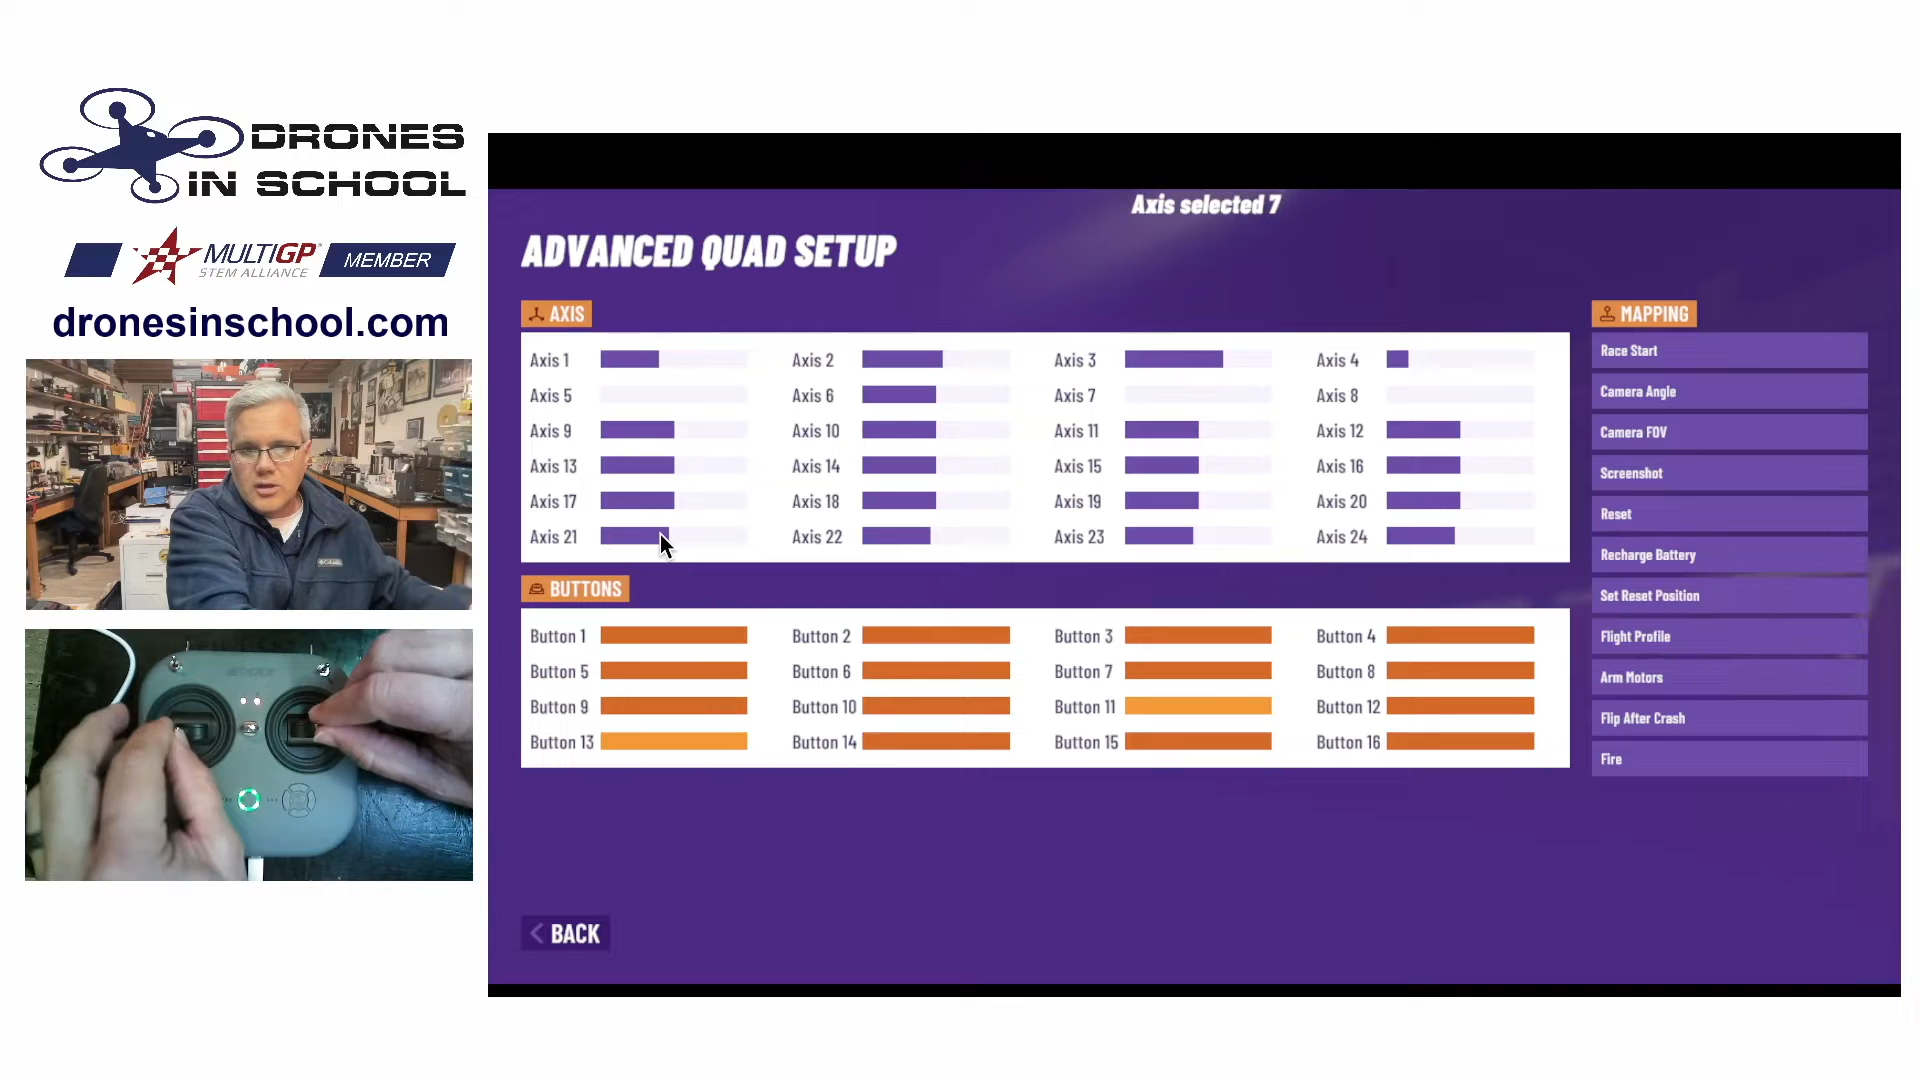 DRONES
IN SCHOOL
MULTIGP
STEM ALLIANCE
MEMBER
dronesinschool.com
Axis selected 7
ADVANCED QUAD SETUP
AXIS
Axis 1 Axis 2 Axis 3 Axis 4
Axis 5 Axis 6 Axis 7 Axis 8
Axis 9 Axis 10 Axis 11 Axis 12
Axis 13 Axis 14 Axis 15 Axis 16
Axis 17 Axis 18 Axis 19 Axis 20
Axis 21 Axis 22 Axis 23 Axis 24
BUTTONS
Button 1 Button 2 Button 3 Button 4
Button 5 Button 6 Button 7 Button 8
Button 9 Button 10 Button 11 Button 12
Button 13 Button 14 Button 15 Button 16
MAPPING
Race Start
Camera Angle
Camera FOV
Screenshot
Reset
Recharge Battery
Set Reset Position
Flight Profile
Arm Motors
Flip After Crash
Fire
BACK